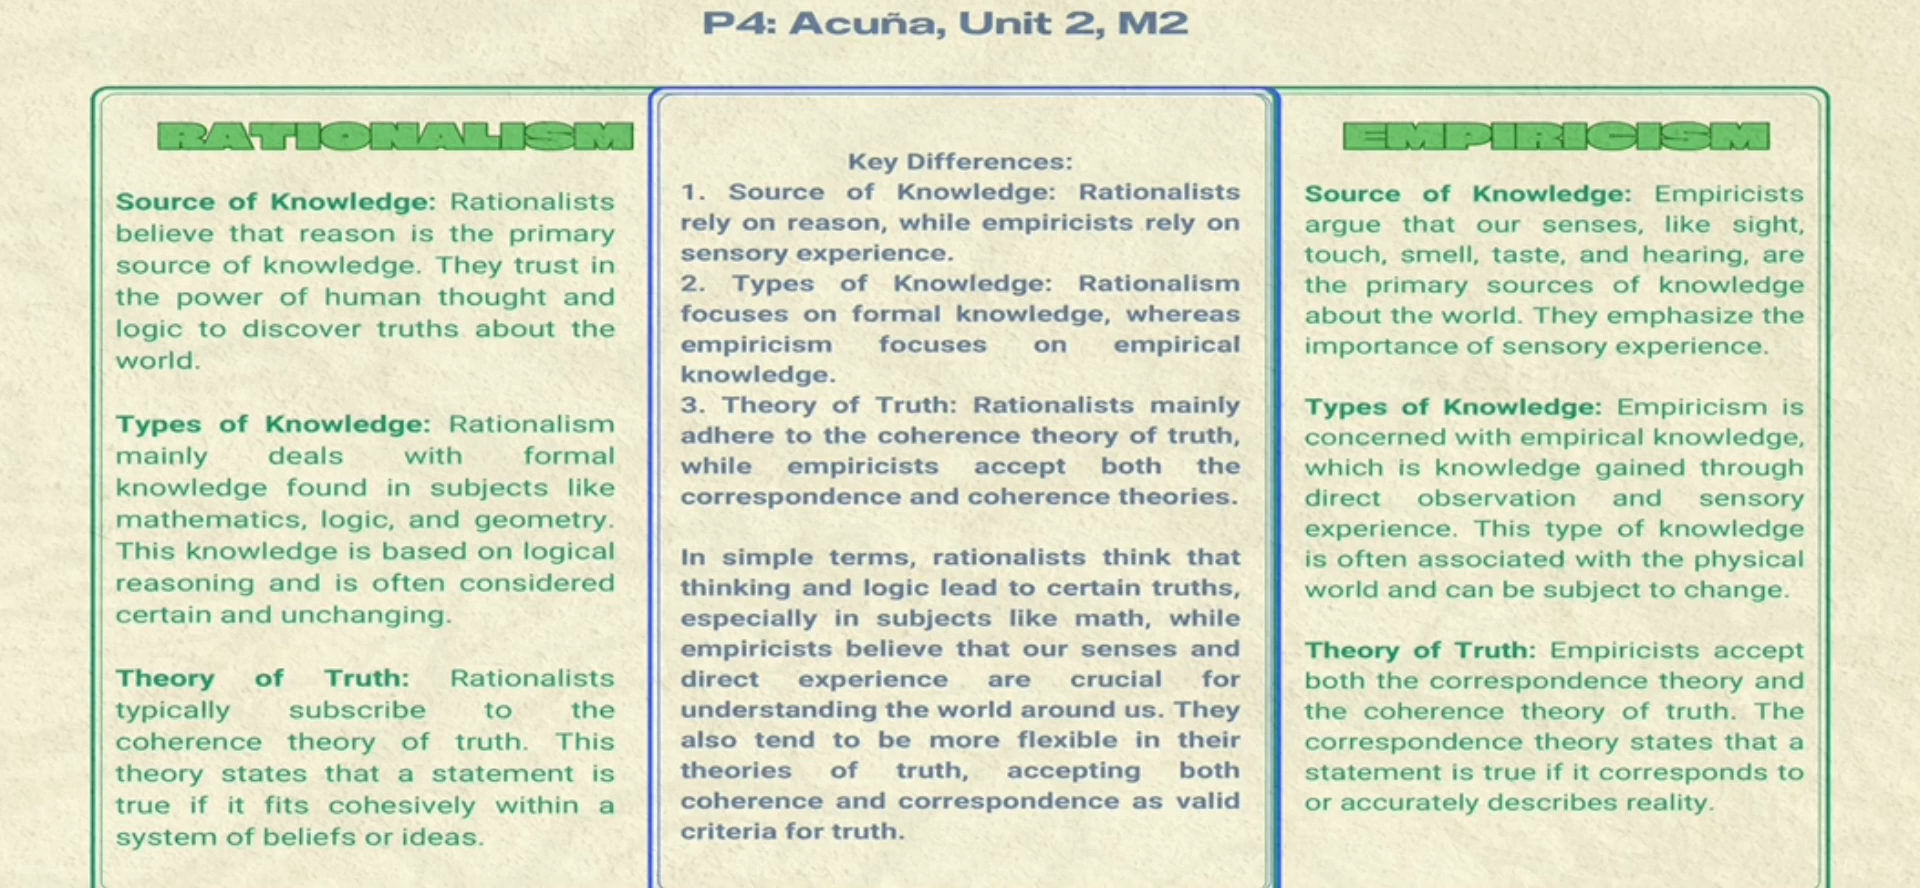 P4: Acuña, Unit 2, M2
RATIONALISM
Source of Knowledge: Rationalists
believe that reason is the primary
source of knowledge. They trust in
the power of human thought and
logic to discover truths about the
world.
Types of Knowledge: Rationalism
mainly deals with formal
knowledge found in subjects like
mathematics, logic, and geometry.
This knowledge is based on logical
reasoning and is often considered
certain and unchanging.
Theory of Truth: Rationalists
typically subscribe to the
coherence theory of truth. This
theory states that a statement is
true if it fits cohesively within a
system of beliefs or ideas.
Key Differences:
1. Source of Knowledge: Rationalists
rely on reason, while empiricists rely on
sensory experience.
2. Types of Knowledge: Rationalism
focuses on formal knowledge, whereas
empiricism focuses on empirical
knowledge.
3. Theory of Truth: Rationalists mainly
adhere to the coherence theory of truth,
while empiricists accept both the
correspondence and coherence theories.
In simple terms, rationalists think that
thinking and logic lead to certain truths,
especially in subjects like math, while
empiricists believe that our senses and
direct experience are crucial for
understanding the world around us. They
also tend to be more flexible in their
theories of truth, accepting both
coherence and correspondence as valid
criteria for truth.
EMPIRICISM
Source of Knowledge: Empiricists
argue that our senses, like sight,
touch, smell, taste, and hearing, are
the primary sources of knowledge
about the world. They emphasize the
importance of sensory experience.
Types of Knowledge: Empiricism is
concerned with empirical knowledge,
which is knowledge gained through
direct observation and sensory
experience. This type of knowledge
is often associated with the physical
world and can be subject to change.
Theory of Truth: Empiricists accept
both the correspondence theory and
the coherence theory of truth. The
correspondence theory states that a
statement is true if it corresponds to
or accurately describes reality.